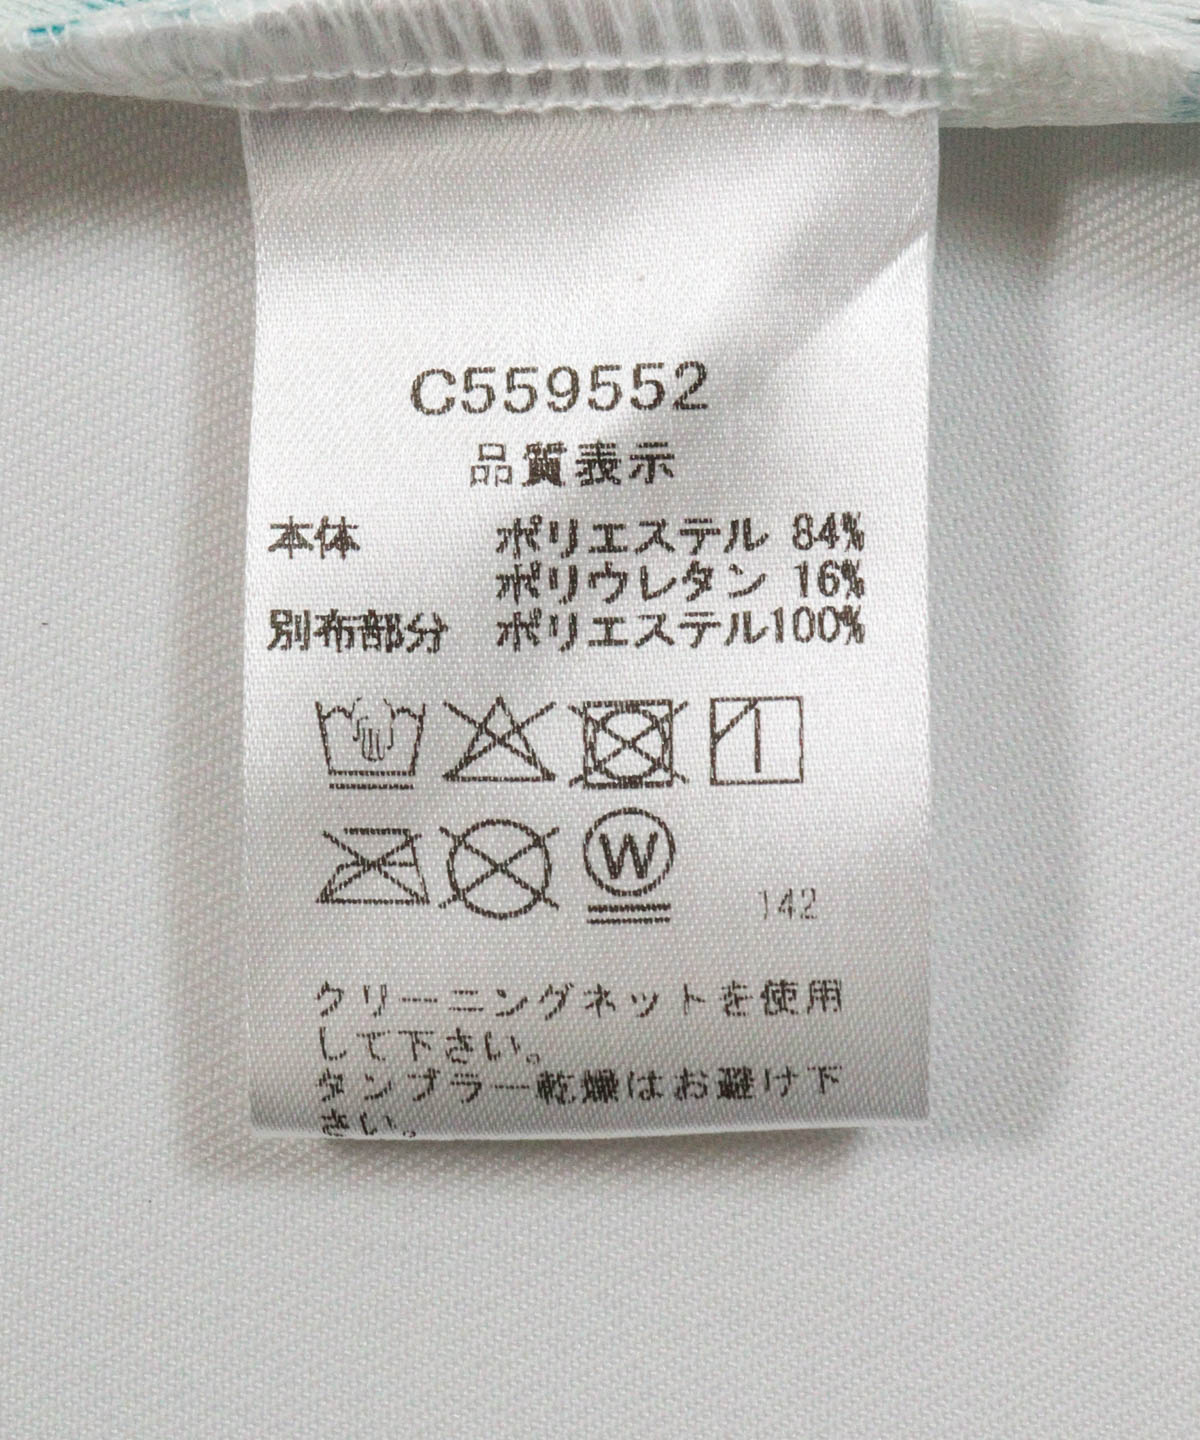 C559552
品質表示
本体 ポリエステル 84%
ポリウレタン 16%
別布部分 ポリエステル100%
W
142
クリーニングネットを使用
して下さい。
タンブラー乾燥はお避け下
さい。